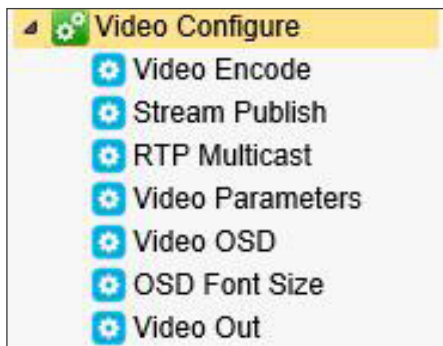 Video Configure
Video Encode
Stream Publish
RTP Multicast
Video Parameters
Video OSD
OSD Font Size
Video Out